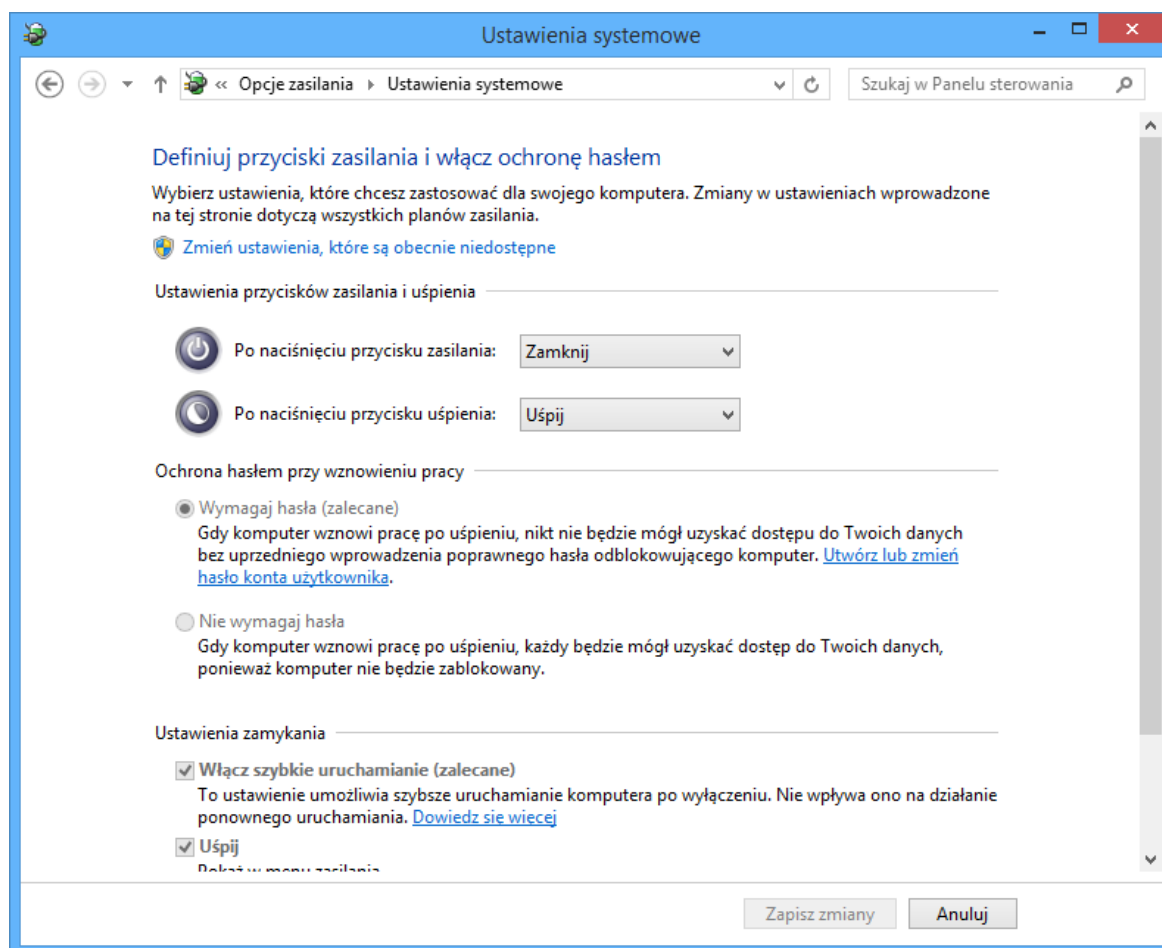 Ustawienia systemowe
« Opcje zasilania Ustawienia systemowe
Szukaj w Panelu sterowania
Definiuj przyciski zasilania i włącz ochronę hasłem
Wybierz ustawienia, które chcesz zastosować dla swojego komputera. Zmiany w ustawieniach wprowadzone
na tej stronie dotyczą wszystkich planów zasilania.
Zmień ustawienia, które są obecnie niedostępne
Ustawienia przycisków zasilania i uśpienia
Po naciśnięciu przycisku zasilania: Zamknij
Po naciśnięciu przycisku uśpienia: Uśpij
Ochrona hasłem przy wznowieniu pracy
Wymagaj hasła (zalecane)
Gdy komputer wznowi pracę po uśpieniu, nikt nie będzie mógł uzyskać dostępu do Twoich danych
bez uprzedniego wprowadzenia poprawnego hasła odblokowującego komputer. Utwórz lub zmień
hasło konta użytkownika.
Nie wymagaj hasła
Gdy komputer wznowi pracę po uśpieniu, każdy będzie mógł uzyskać dostęp do Twoich danych,
ponieważ komputer nie będzie zablokowany.
Ustawienia zamykania
Włącz szybkie uruchamianie (zalecane)
To ustawienie umożliwia szybsze uruchamianie komputera po wyłączeniu. Nie wpływa ono na działanie
ponownego uruchamiania. Dowiedz się więcej
Uśpij
Pokaż w menu zasilania
Zapisz zmiany Anuluj